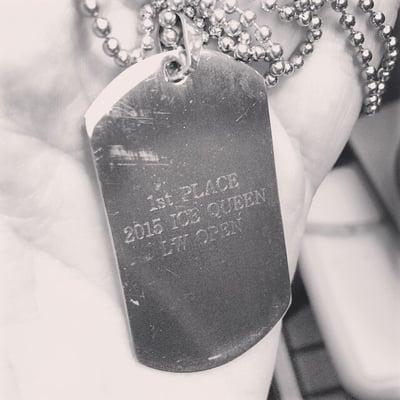 1st PLACE
2015 ICE QUEEN
LW OPEN